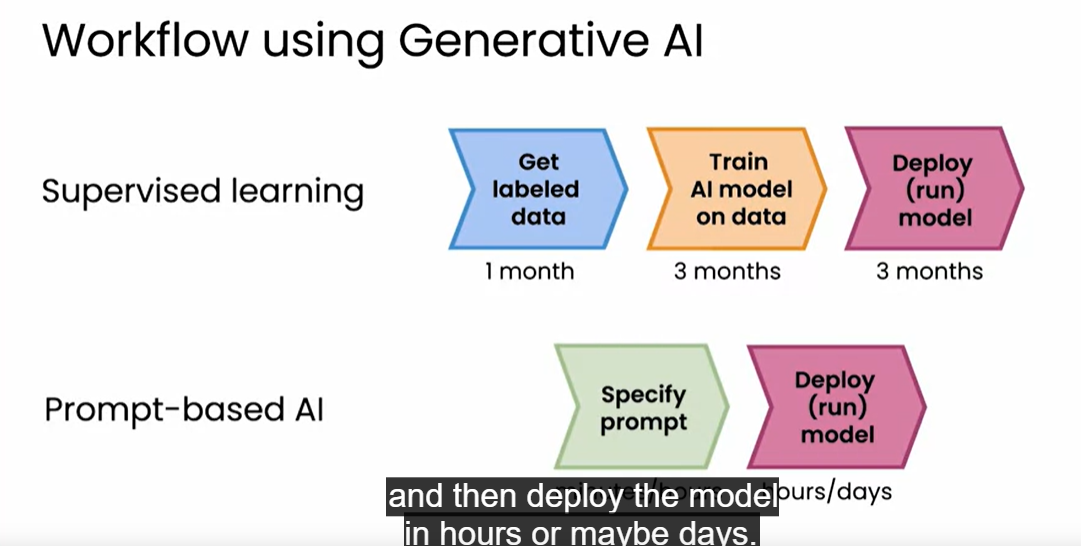 Workflow using Generative AI
Supervised learning
Get
labeled
data
1 month
Train
AI model
on data
3 months
Deploy
(run)
model
3 months
Prompt-based AI
Specify
prompt
Deploy
(run)
model
hours/days
and then deploy the model
in hours or maybe days.